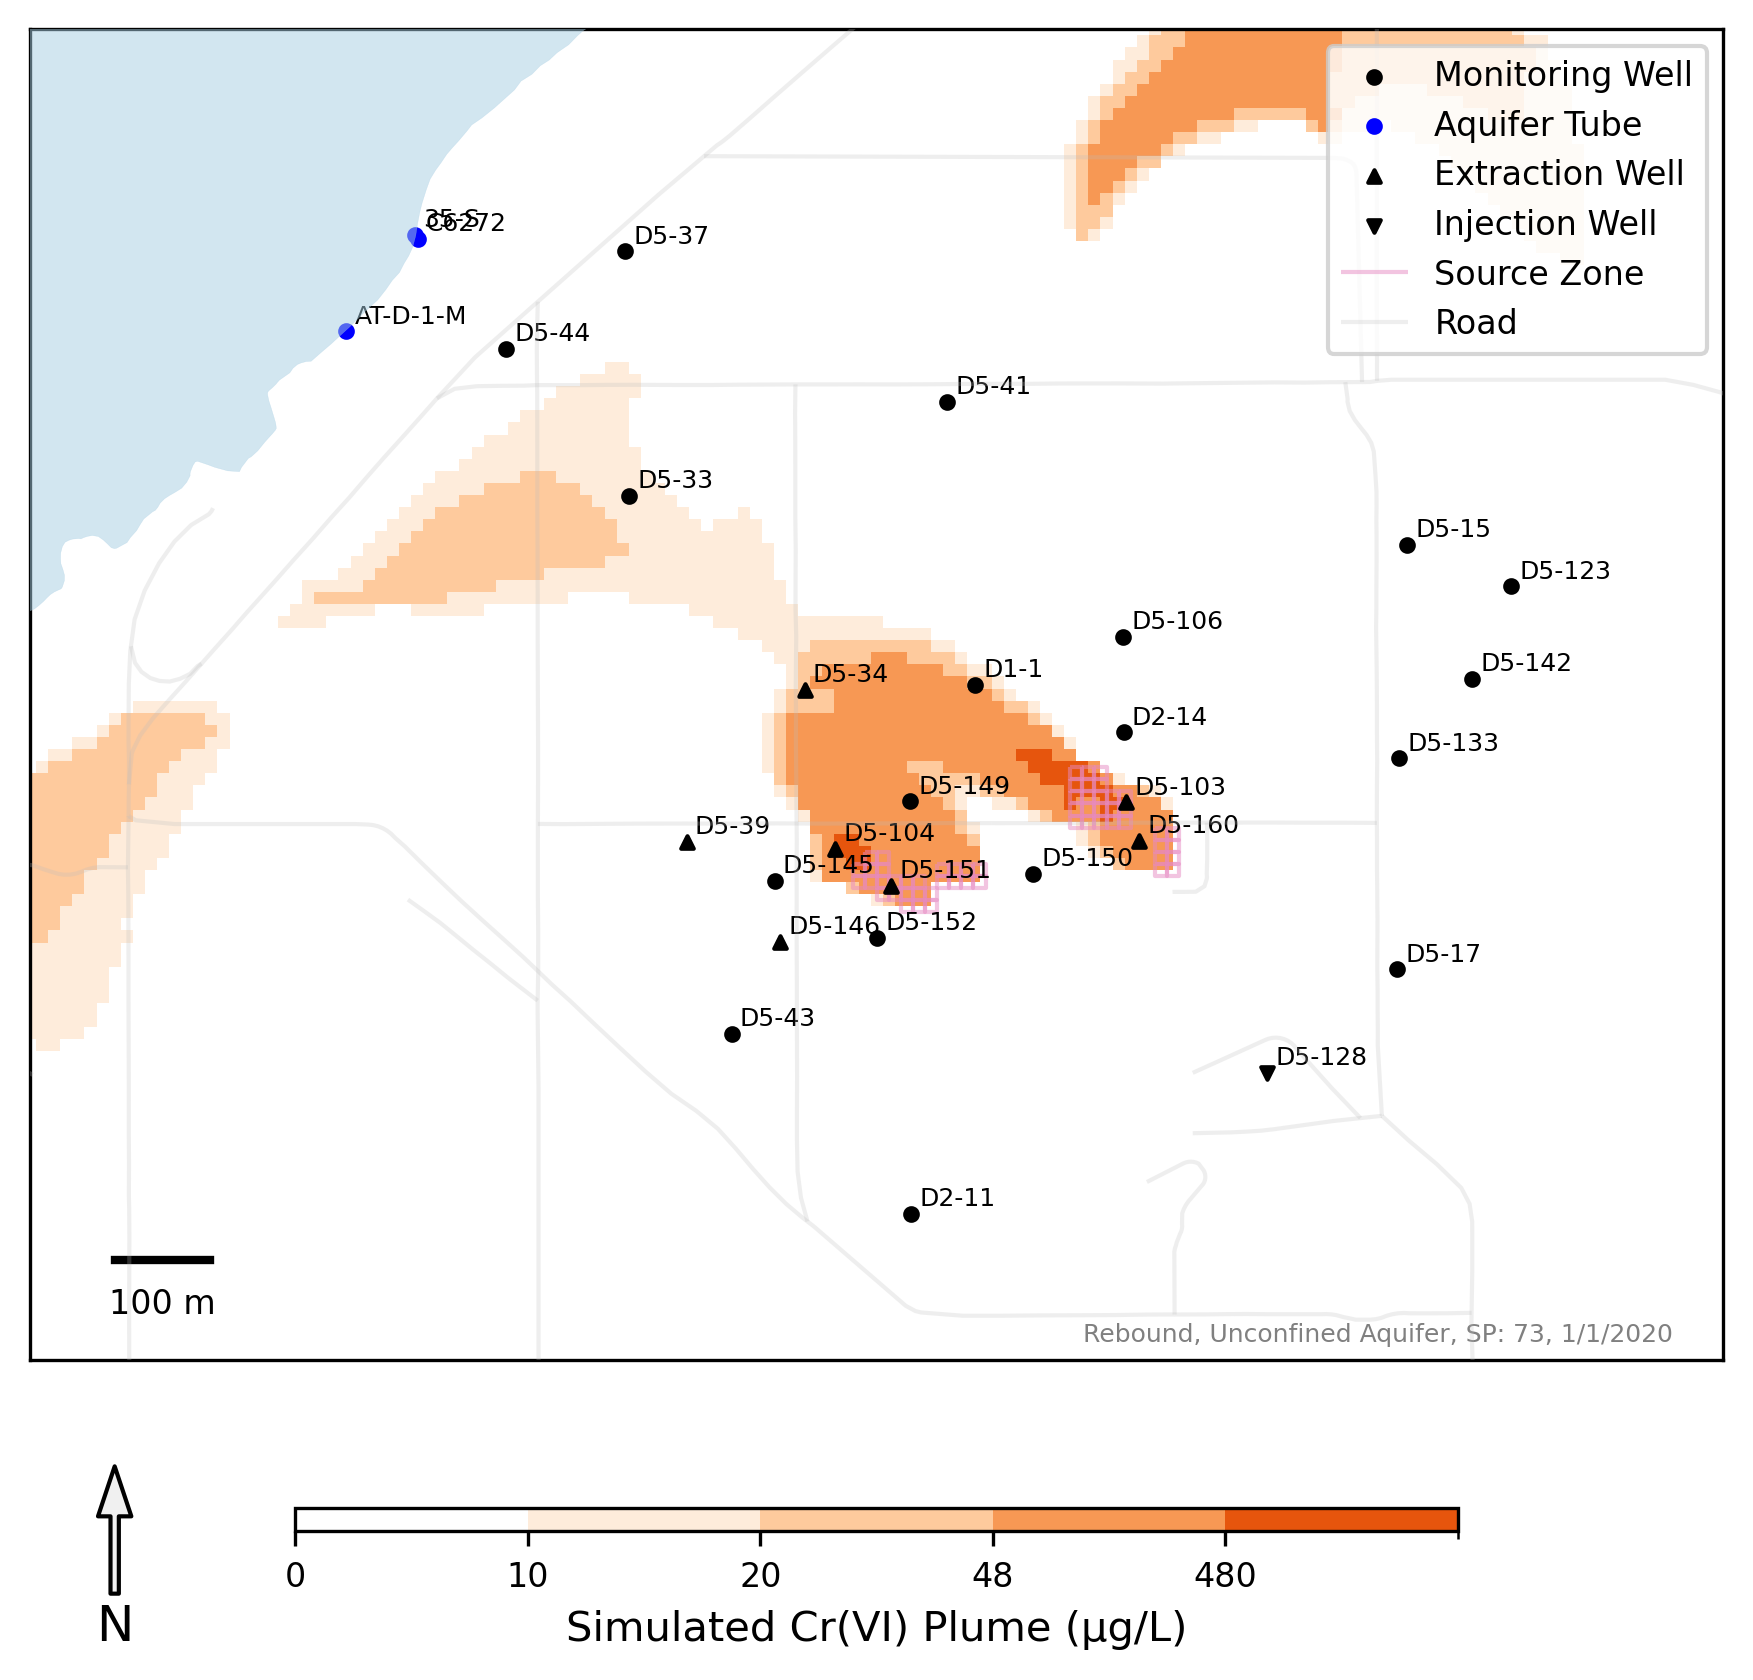 Monitoring Well
Aquifer Tube
Extraction Well
Injection Well
Source Zone
Road
35-S
C6272
D5-37
AT-D-1-M
D5-44
D5-41
D5-33
D5-15
D5-123
D5-106
D5-142
D1-1
D5-34
D2-14
D5-133
D5-103
D5-149
D5-160
D5-39
D5-104
D5-150
D5-145
D5-151
D5-152
D5-146
D5-17
D5-43
D5-128
D2-11
100 m
Rebound, Unconfined Aquifer, SP: 73, 1/1/2020
0 10 20 48 480
Simulated Cr(VI) Plume (μg/L)
N